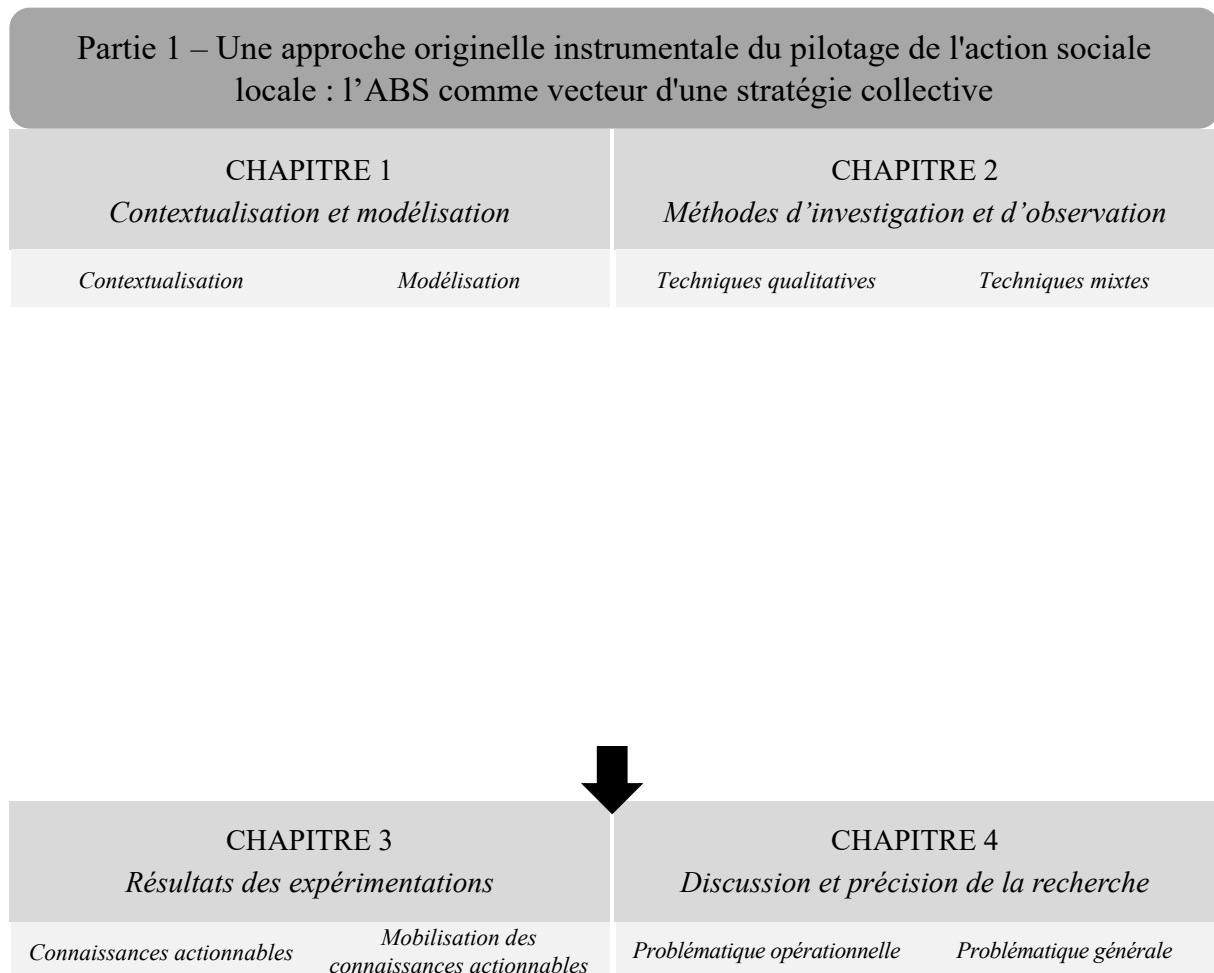 Partie 1 – Une approche originelle instrumentale du pilotage de l'action sociale
locale : l’ABS comme vecteur d'une stratégie collective
CHAPITRE 1
Contextualisation et modélisation
CHAPITRE 2
Méthodes d’investigation et d’observation
Contextualisation
Modélisation
Techniques qualitatives
Techniques mixtes
CHAPITRE 3
Résultats des expérimentations
CHAPITRE 4
Discussion et précision de la recherche
Connaissances actionnables
Mobilisation des
connaissances actionnables
Problématique opérationnelle
Problématique générale